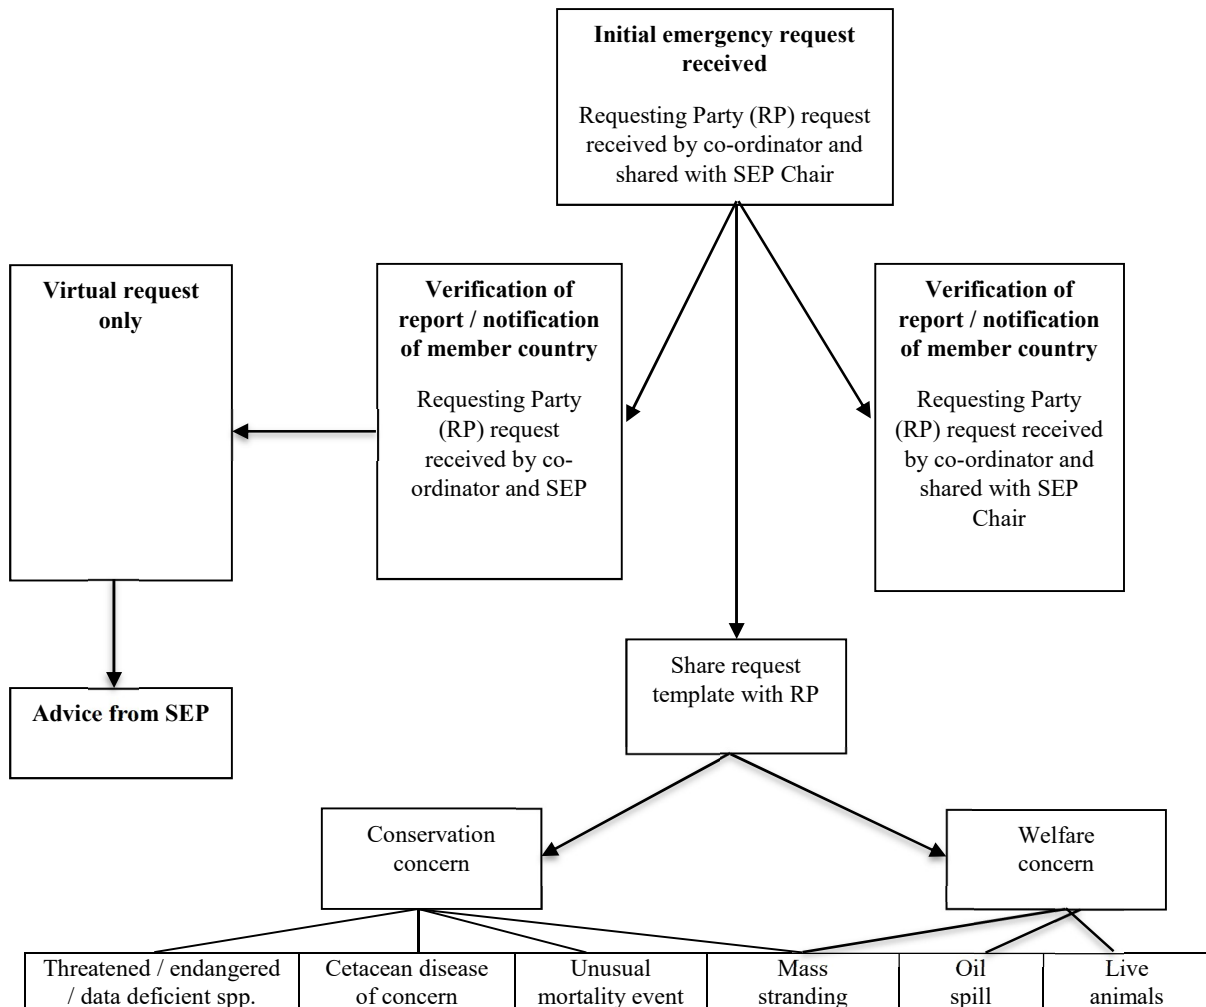 Initial emergency request
received
Requesting Party (RP) request
received by co-ordinator and
shared with SEP Chair
Virtual request
only
Verification of
report / notification
of member country
Requesting Party
(RP) request
received by co-
ordinator and SEP
Verification of
report / notification
of member country
Requesting Party
(RP) request received
by co-ordinator and
shared with SEP
Chair
Share request
template with RP
Advice from SEP
Conservation
concern
Welfare
concern
Threatened / endangered
/ data deficient spp.
Cetacean disease
of concern
Unusual
mortality event
Mass
stranding
Oil
spill
Live
animals